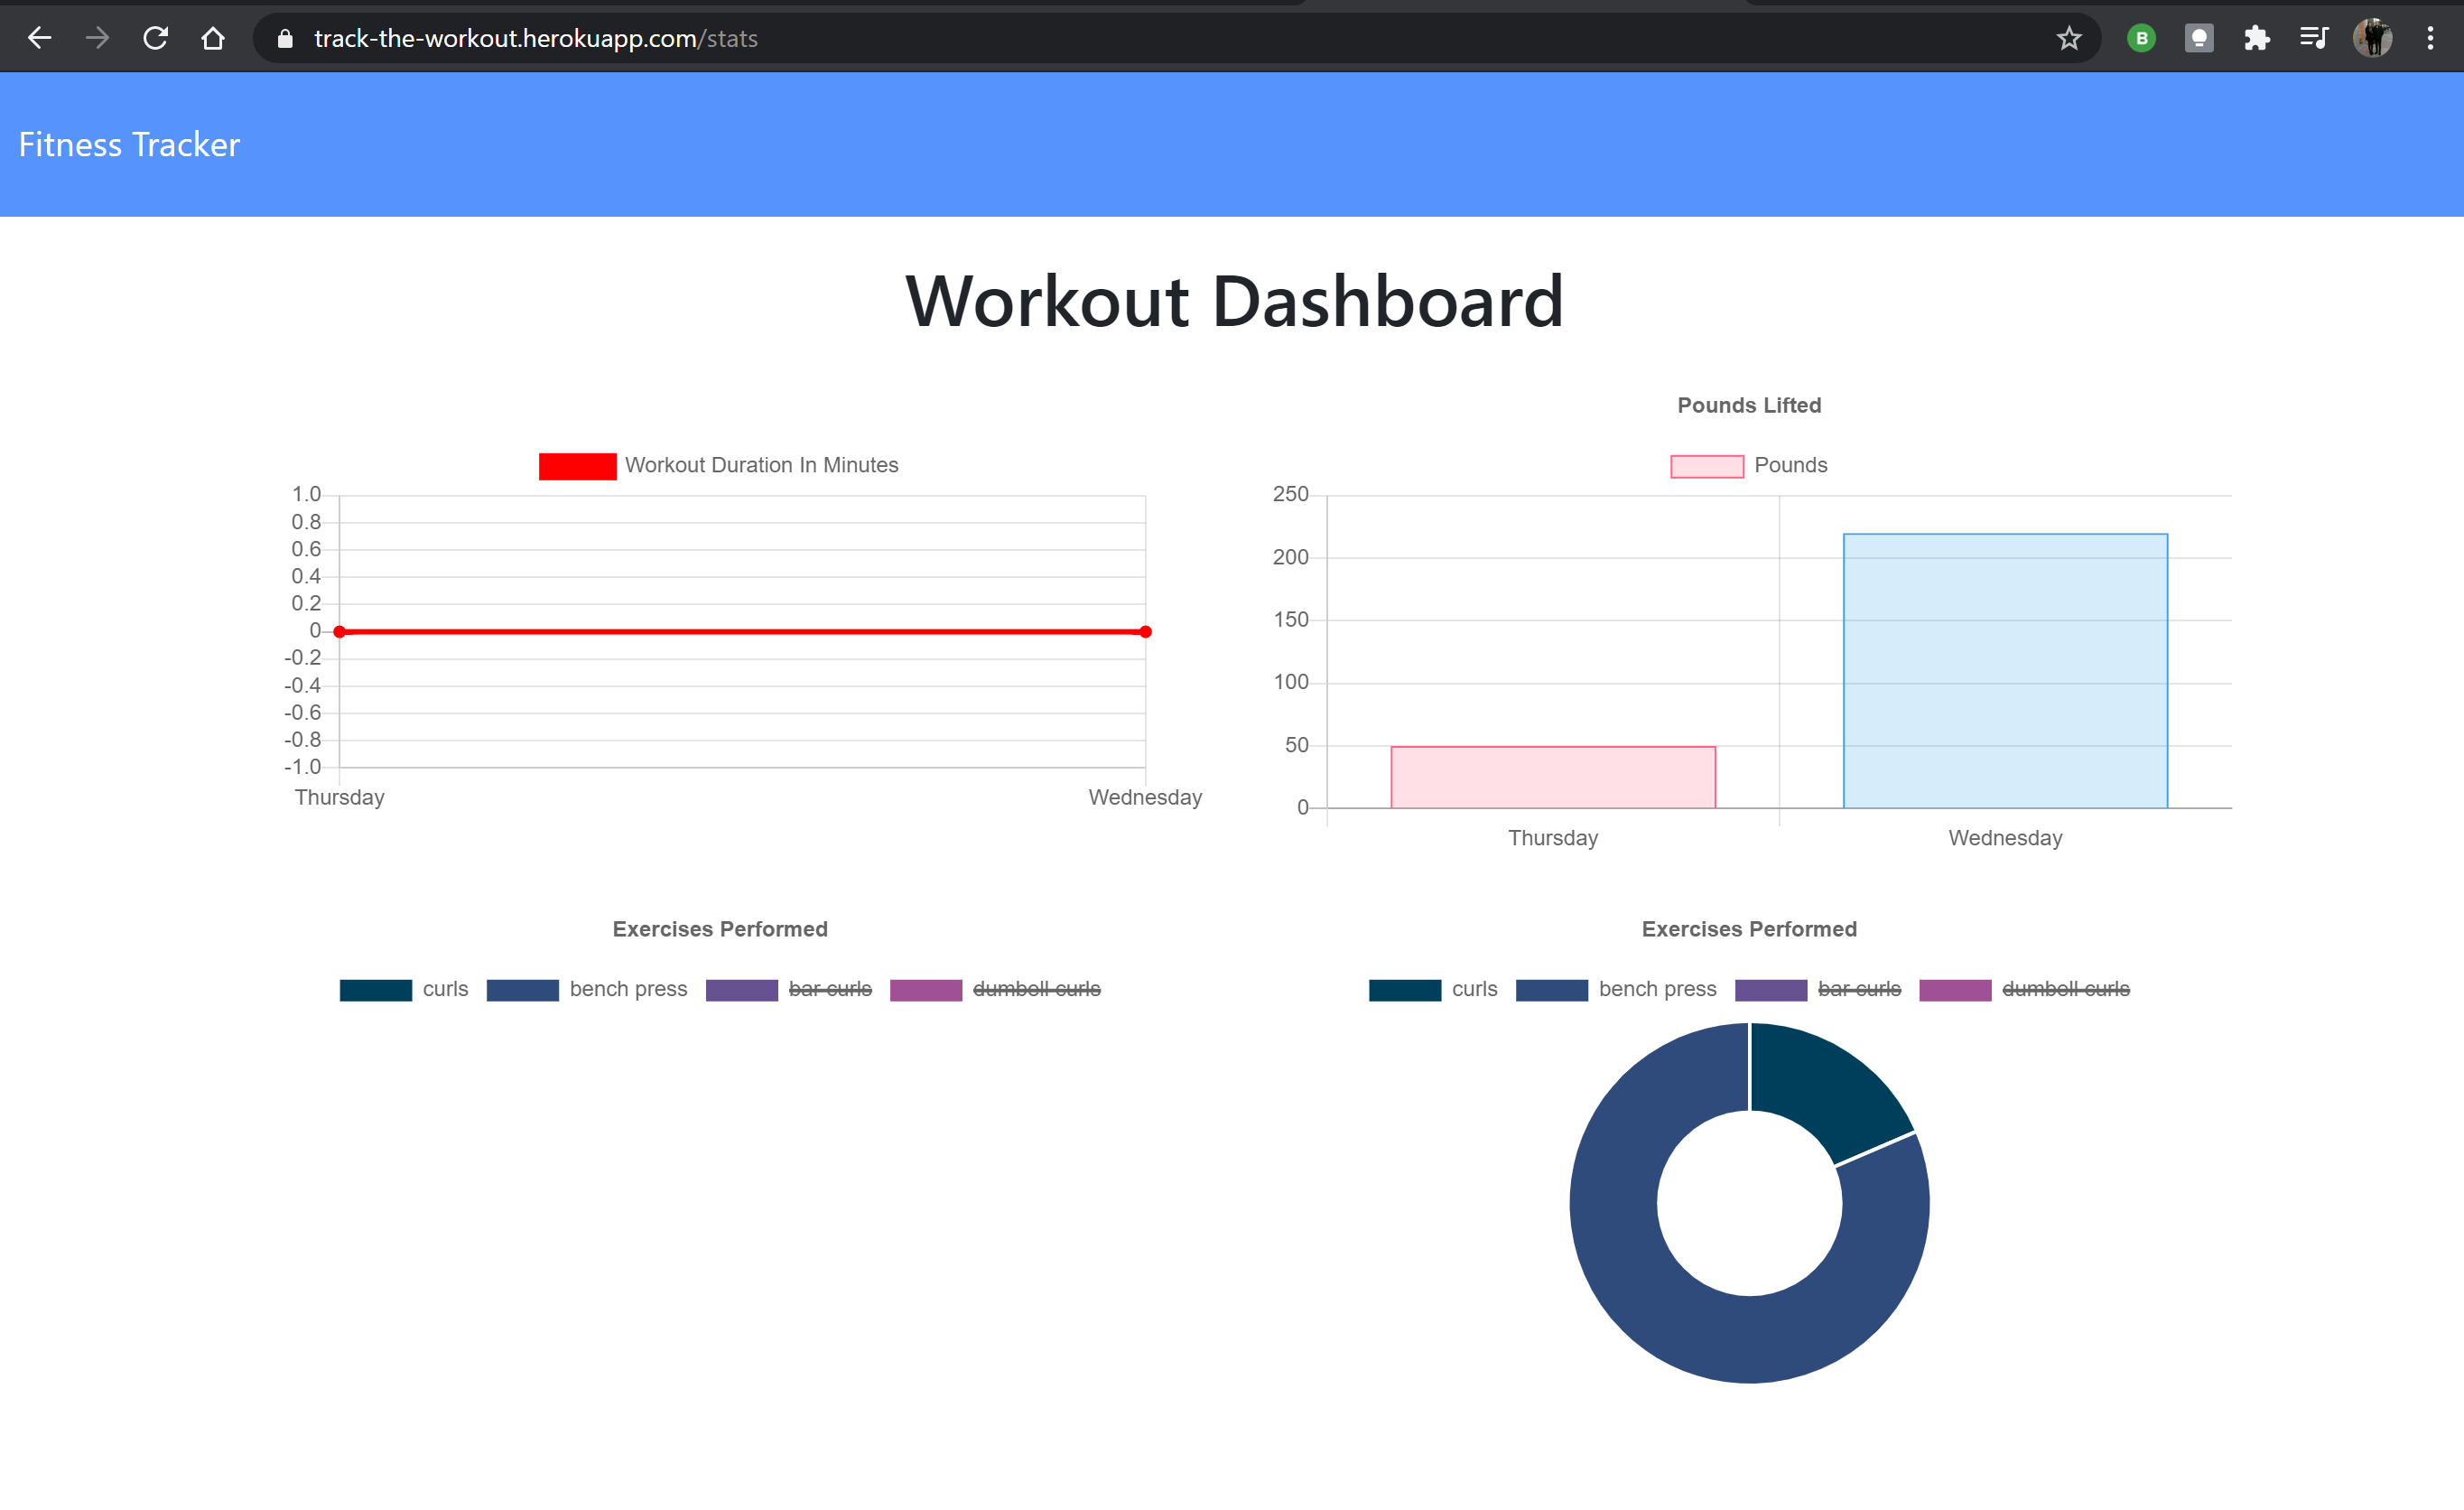 track-the-workout.herokuapp.com/stats
B
Fitness Tracker
Workout Dashboard
Workout Duration In Minutes
1.0
0.8
0.6
0.4
0.2
0
-0.2
-0.4
-0.6
-0.8
-1.0
Thursday Wednesday
Pounds Lifted
Pounds
250
200
150
100
50
0
Thursday Wednesday
Exercises Performed
curls bench press bar curls dumbell curls
Exercises Performed
curls bench press bar curls dumbell curls